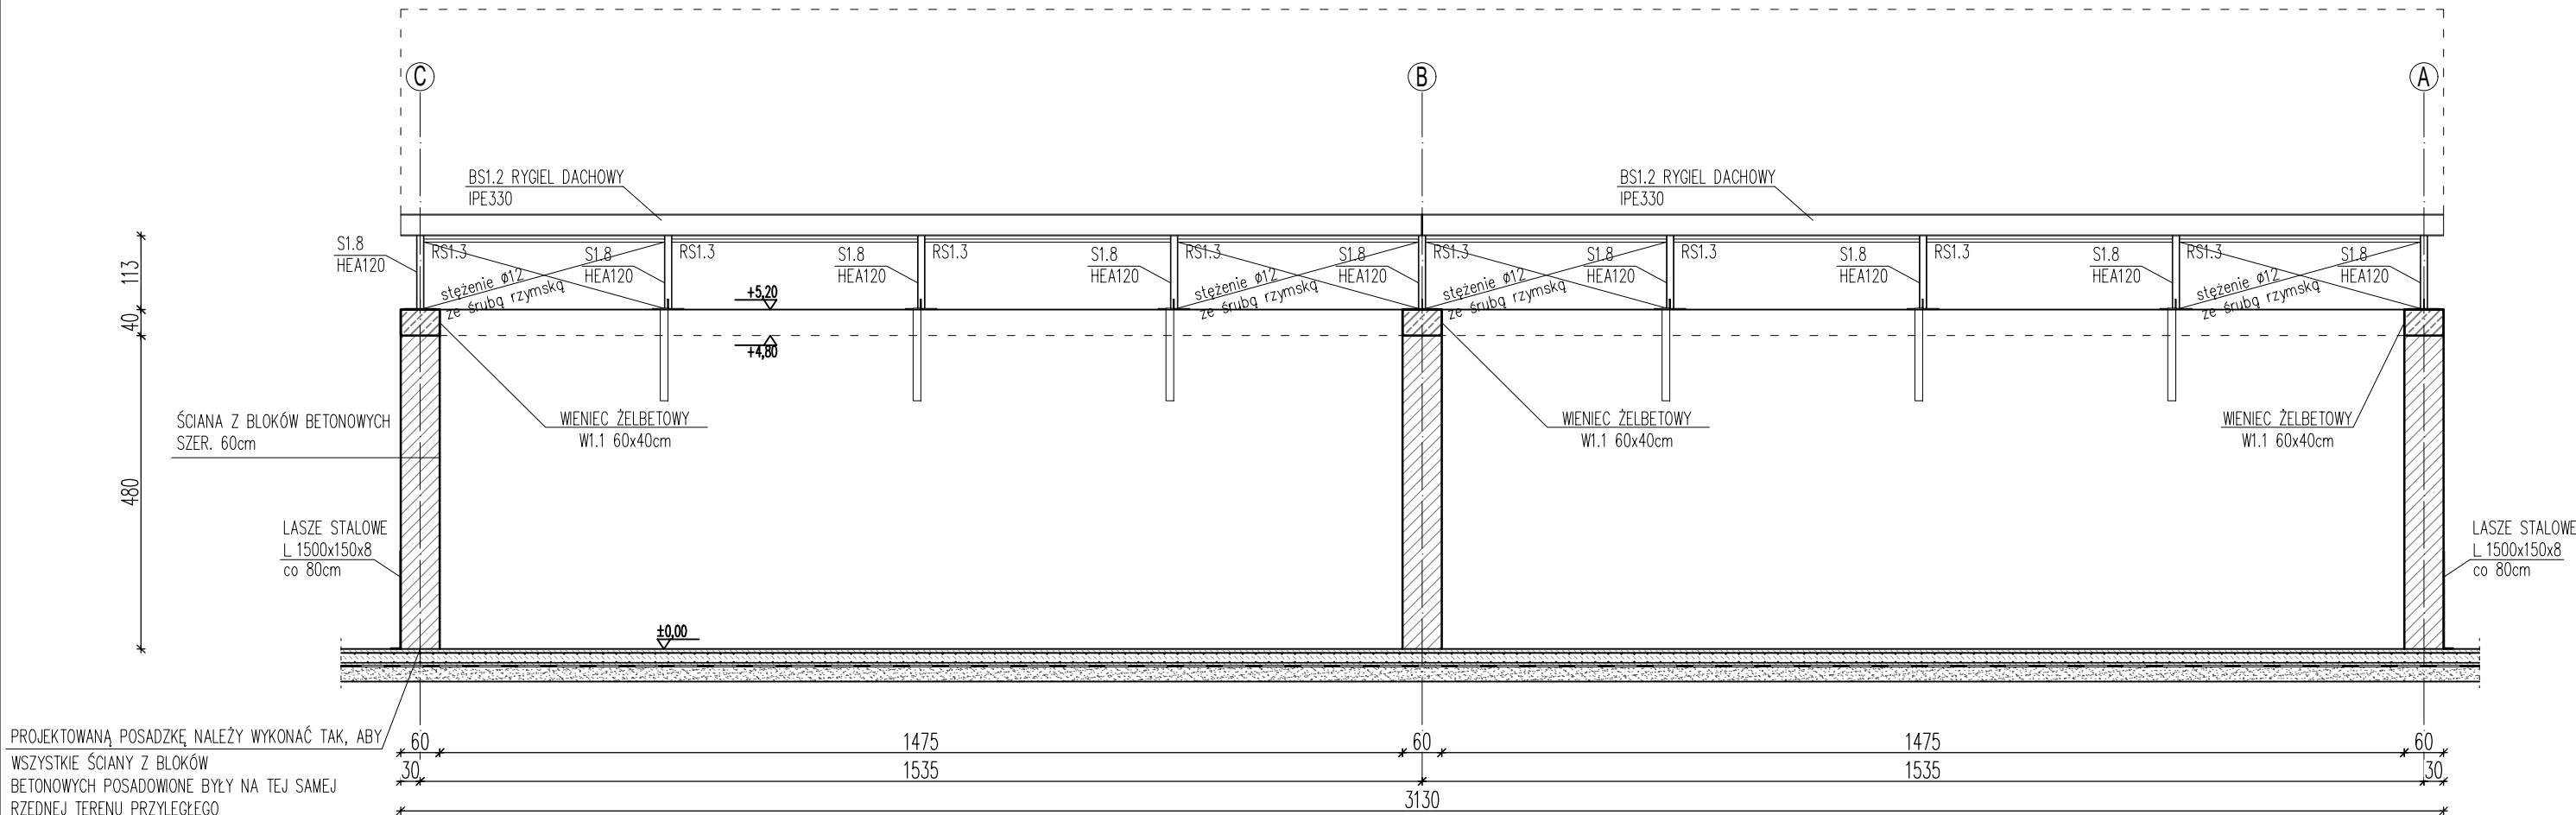 C
B
A
BS1.2 RYGIEL DACHOWY
IPE330
BS1.2 RYGIEL DACHOWY
IPE330
S1.8
HEA120
RS1.3
stężenie ø12
ze śrubą rzymską
S1.8
HEA120
RS1.3
S1.8
HEA120
RS1.3
S1.8
HEA120
RS1.3
stężenie ø12
ze śrubą rzymską
S1.8
HEA120
RS1.3
stężenie ø12
ze śrubą rzymską
S1.8
HEA120
RS1.3
S1.8
HEA120
RS1.3
S1.8
HEA120
RS1.3
stężenie ø12
ze śrubą rzymską
S1.8
HEA120
113
40
480
+5,20
+4,80
±0,00
ŚCIANA Z BLOKÓW BETONOWYCH
SZER. 60cm
WIENIEC ŻELBETOWY
W1.1 60x40cm
WIENIEC ŻELBETOWY
W1.1 60x40cm
WIENIEC ŻELBETOWY
W1.1 60x40cm
LASZE STALOWE
L 1500x150x8
co 80cm
LASZE STALOWE
L 1500x150x8
co 80cm
PROJEKTOWANĄ POSADZKĘ NALEŻY WYKONAĆ TAK, ABY
WSZYSTKIE ŚCIANY Z BLOKÓW
BETONOWYCH POSADOWIONE BYŁY NA TEJ SAMEJ
RZĘDNEJ TERENU PRZYLEGŁEGO
60 1475 60 1475 60
30 1535 1535 30
3130